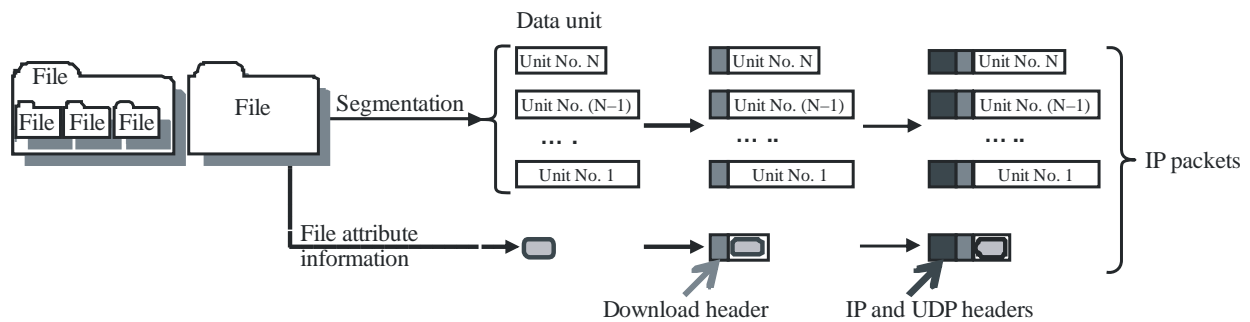 Data unit
File
File
File
File
File
Segmentation
Unit No. N
Unit No. (N–1)
... .
Unit No. 1
Unit No. N
Unit No. (N–1)
... ..
Unit No. 1
Unit No. N
Unit No. (N–1)
... ..
Unit No. 1
IP packets
File attribute
information
Download header
IP and UDP headers